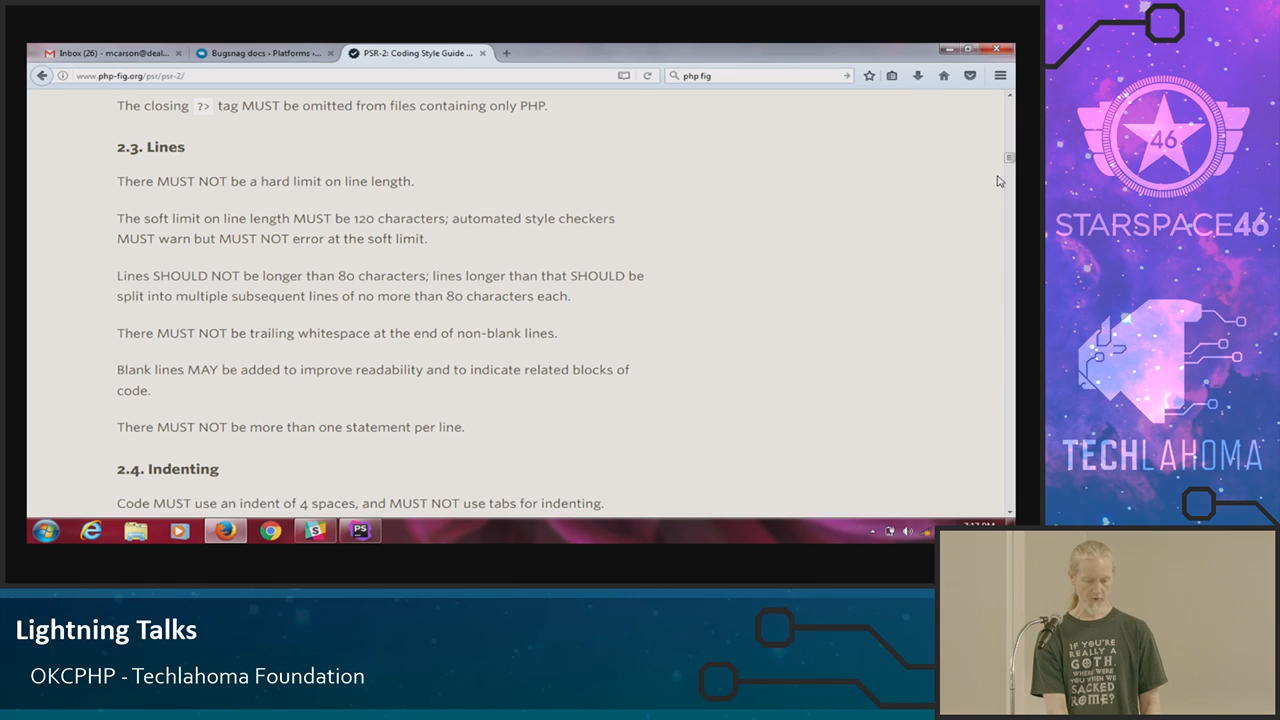 Inbox (26) - mcarson@deal...
Bugsnag docs › Platforms ›...
PSR-2: Coding Style Guide ...
www.php-fig.org/psr/psr-2/
php fig
The closing ?> tag MUST be omitted from files containing only PHP.
2.3. Lines
There MUST NOT be a hard limit on line length.
The soft limit on line length MUST be 120 characters; automated style checkers
MUST warn but MUST NOT error at the soft limit.
Lines SHOULD NOT be longer than 80 characters; lines longer than that SHOULD be
split into multiple subsequent lines of no more than 80 characters each.
There MUST NOT be trailing whitespace at the end of non-blank lines.
Blank lines MAY be added to improve readability and to indicate related blocks of
code.
There MUST NOT be more than one statement per line.
2.4. Indenting
Code MUST use an indent of 4 spaces, and MUST NOT use tabs for indenting.
PS
46
STARSPACE46
TECHLAHOMA
Lightning Talks
OKCPHP - Techlahoma Foundation
IF YOU'RE
REALLY A
GOTH,
WHERE WERE
YOU WHEN WE
SACKED
ROME?